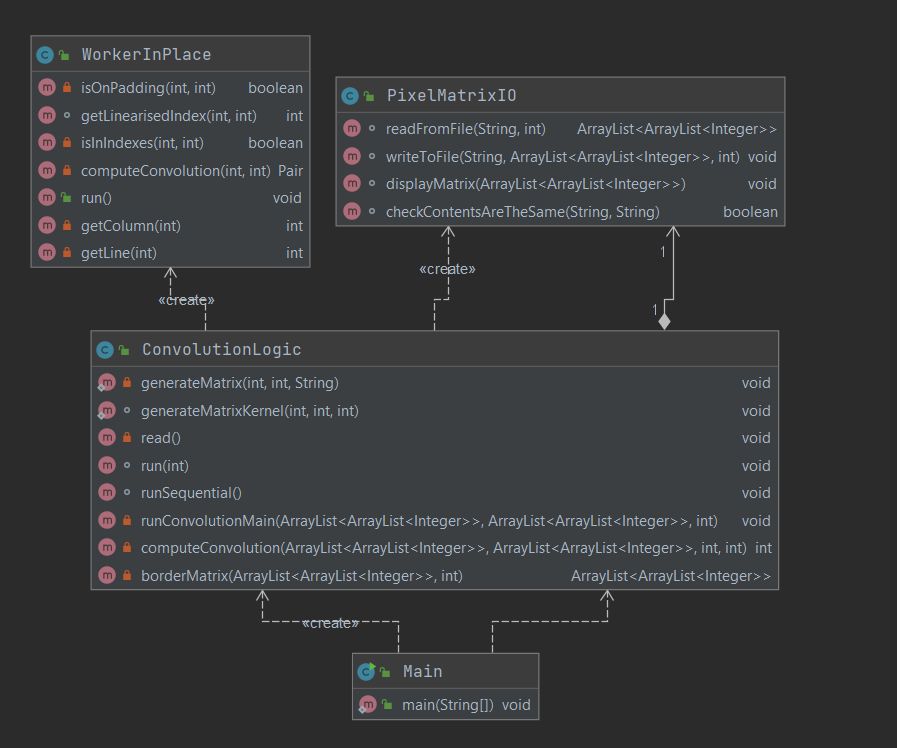 WorkerInPlace
isOnPadding(int, int) boolean
getLinearisedIndex(int, int) int
isInIndexes(int, int) boolean
computeConvolution(int, int) Pair
run() void
getColumn(int) int
getLine(int) int
PixelMatrixIO
readFromFile(String, int) ArrayList<ArrayList<Integer>>
writeToFile(String, ArrayList<ArrayList<Integer>>, int) void
displayMatrix(ArrayList<ArrayList<Integer>>) void
checkContentsAreTheSame(String, String) boolean
«create»
«create»
1
1
ConvolutionLogic
generateMatrix(int, int, String) void
generateMatrixKernel(int, int, int) void
read() void
run(int) void
runSequential() void
runConvolutionMain(ArrayList<ArrayList<Integer>>, ArrayList<ArrayList<Integer>>, int) void
computeConvolution(ArrayList<ArrayList<Integer>>, ArrayList<ArrayList<Integer>>, int, int) int
borderMatrix(ArrayList<ArrayList<Integer>>, int) ArrayList<ArrayList<Integer>>
«create»
Main
main(String[]) void